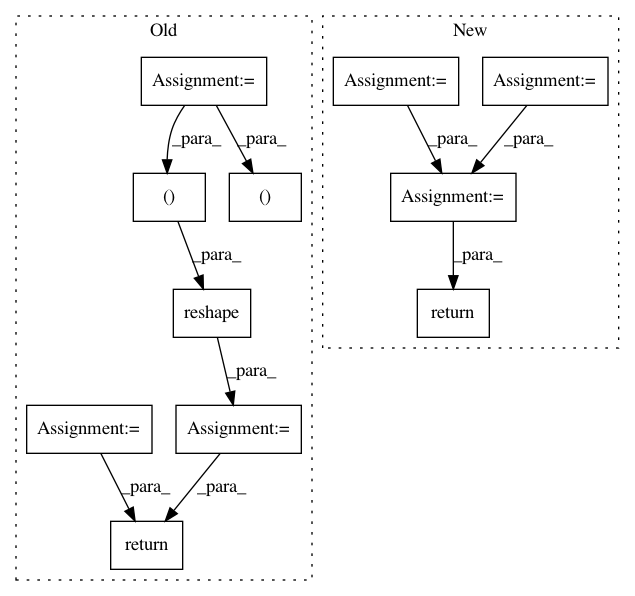 Old
New
Assignment:=
Assignment:=
Assignment:=
_para_
_para_
_para_
_para_
()
()
Assignment:=
_para_
_para_
reshape
return
_para_
Assignment:=
Assignment:=
_para_
_para_
return